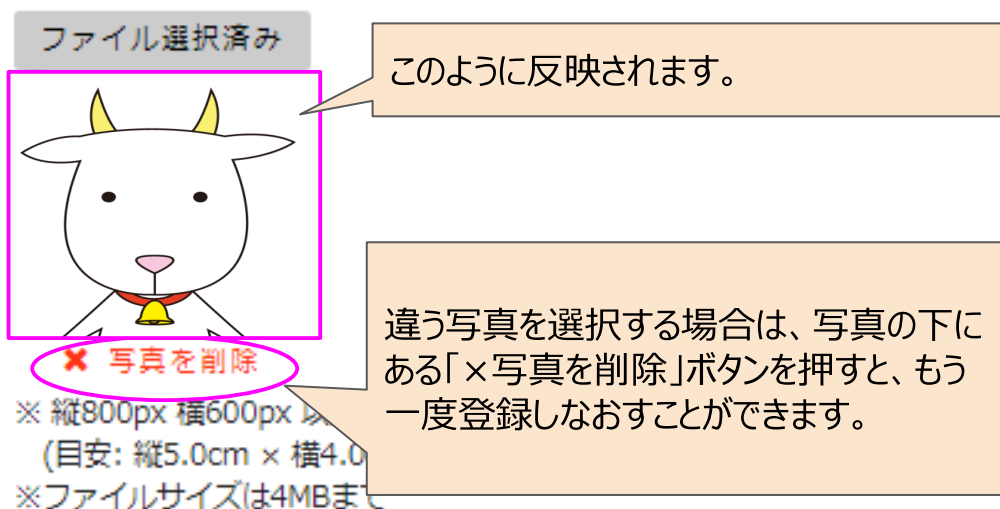 ファイル選択済み
このように反映されます。
違う写真を選択する場合は、写真の下に
ある「×写真を削除」ボタンを押すと、もう
一度登録しなおすことができます。
✖ 写真を削除
※ 縦800px 横600px 以
(目安: 縦5.0cm × 横4.0
※ファイルサイズは4MBまで